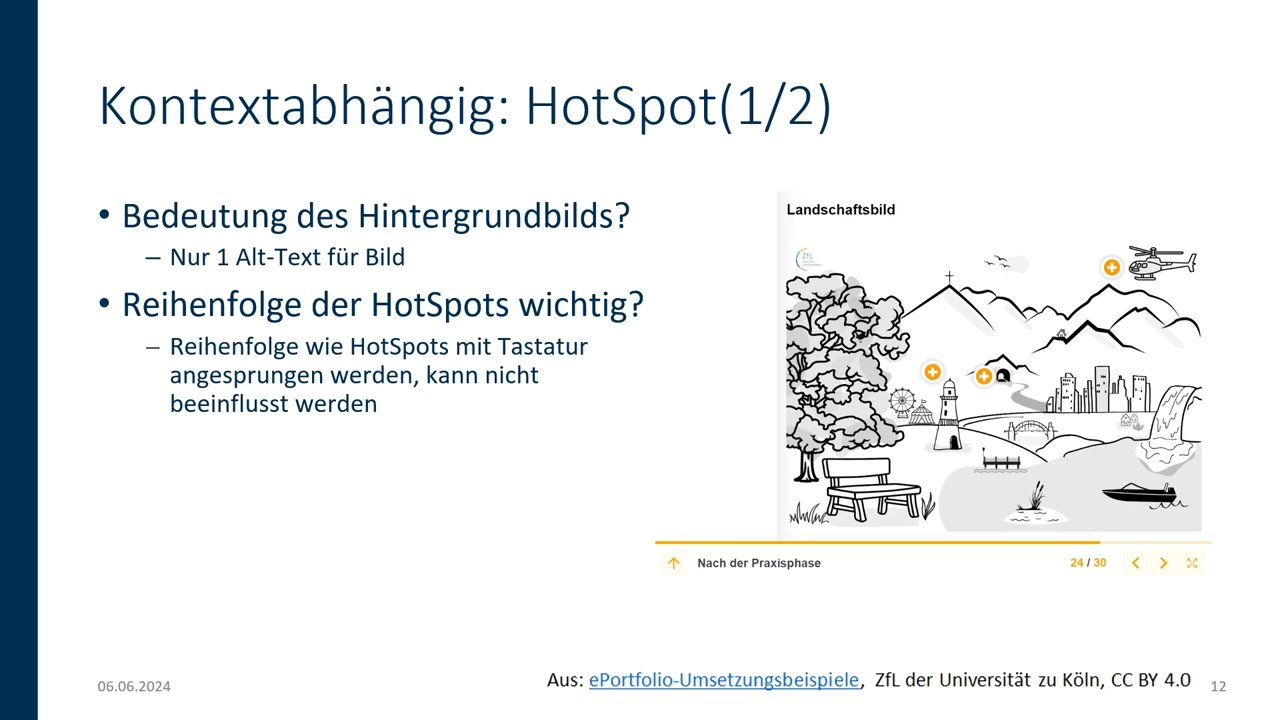 Kontextabhängig: HotSpot(1/2)
• Bedeutung des Hintergrundbilds?
– Nur 1 Alt-Text für Bild
• Reihenfolge der HotSpots wichtig?
– Reihenfolge wie HotSpots mit Tastatur
angesprungen werden, kann nicht
beeinflusst werden
Landschaftsbild
ZfL
Nach der Praxisphase
24 / 30
Aus: ePortfolio-Umsetzungsbeispiele, ZfL der Universität zu Köln, CC BY 4.0
06.06.2024
12